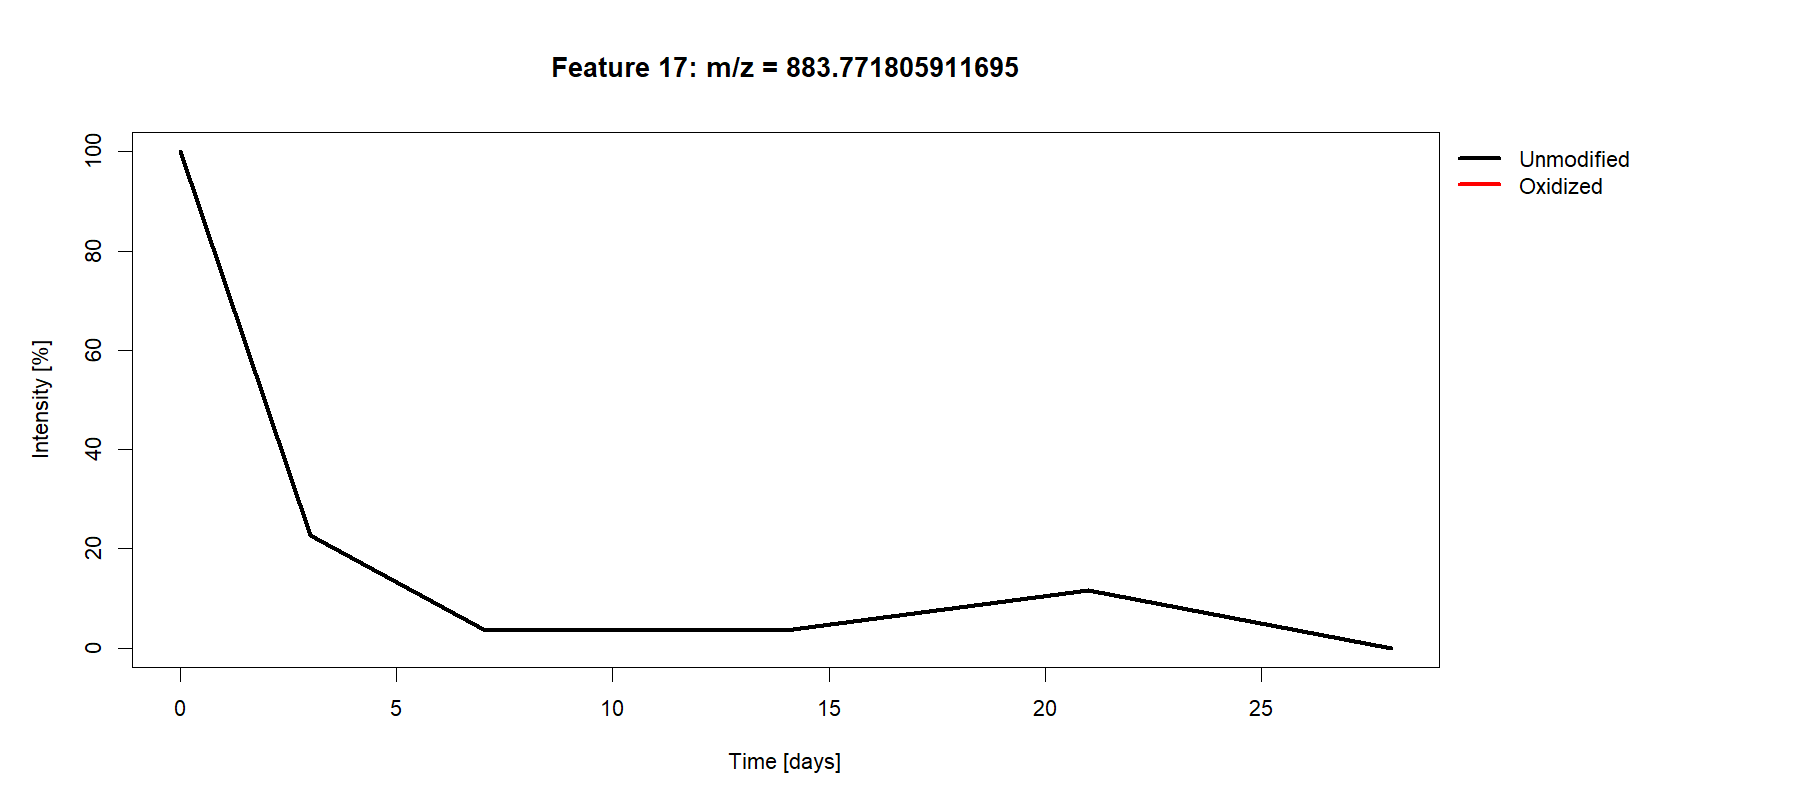 Feature 17: m/z = 883.771805911695
Unmodified
Oxidized
Intensity [%]
100
80
60
40
20
0
0 5 10 15 20 25
Time [days]